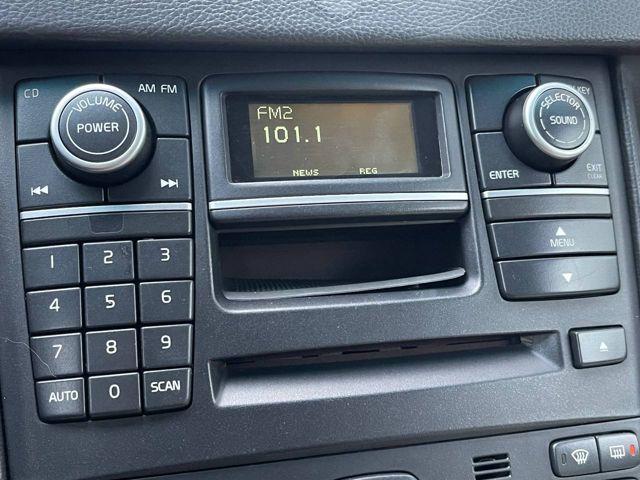 CD
AM FM
VOLUME
POWER
FM2
101.1
NEWS REG
SELECTOR
SOUND
KEY
ENTER
EXIT
CLEAR
MENU
1 2 3
4 5 6
7 8 9
AUTO 0 SCAN